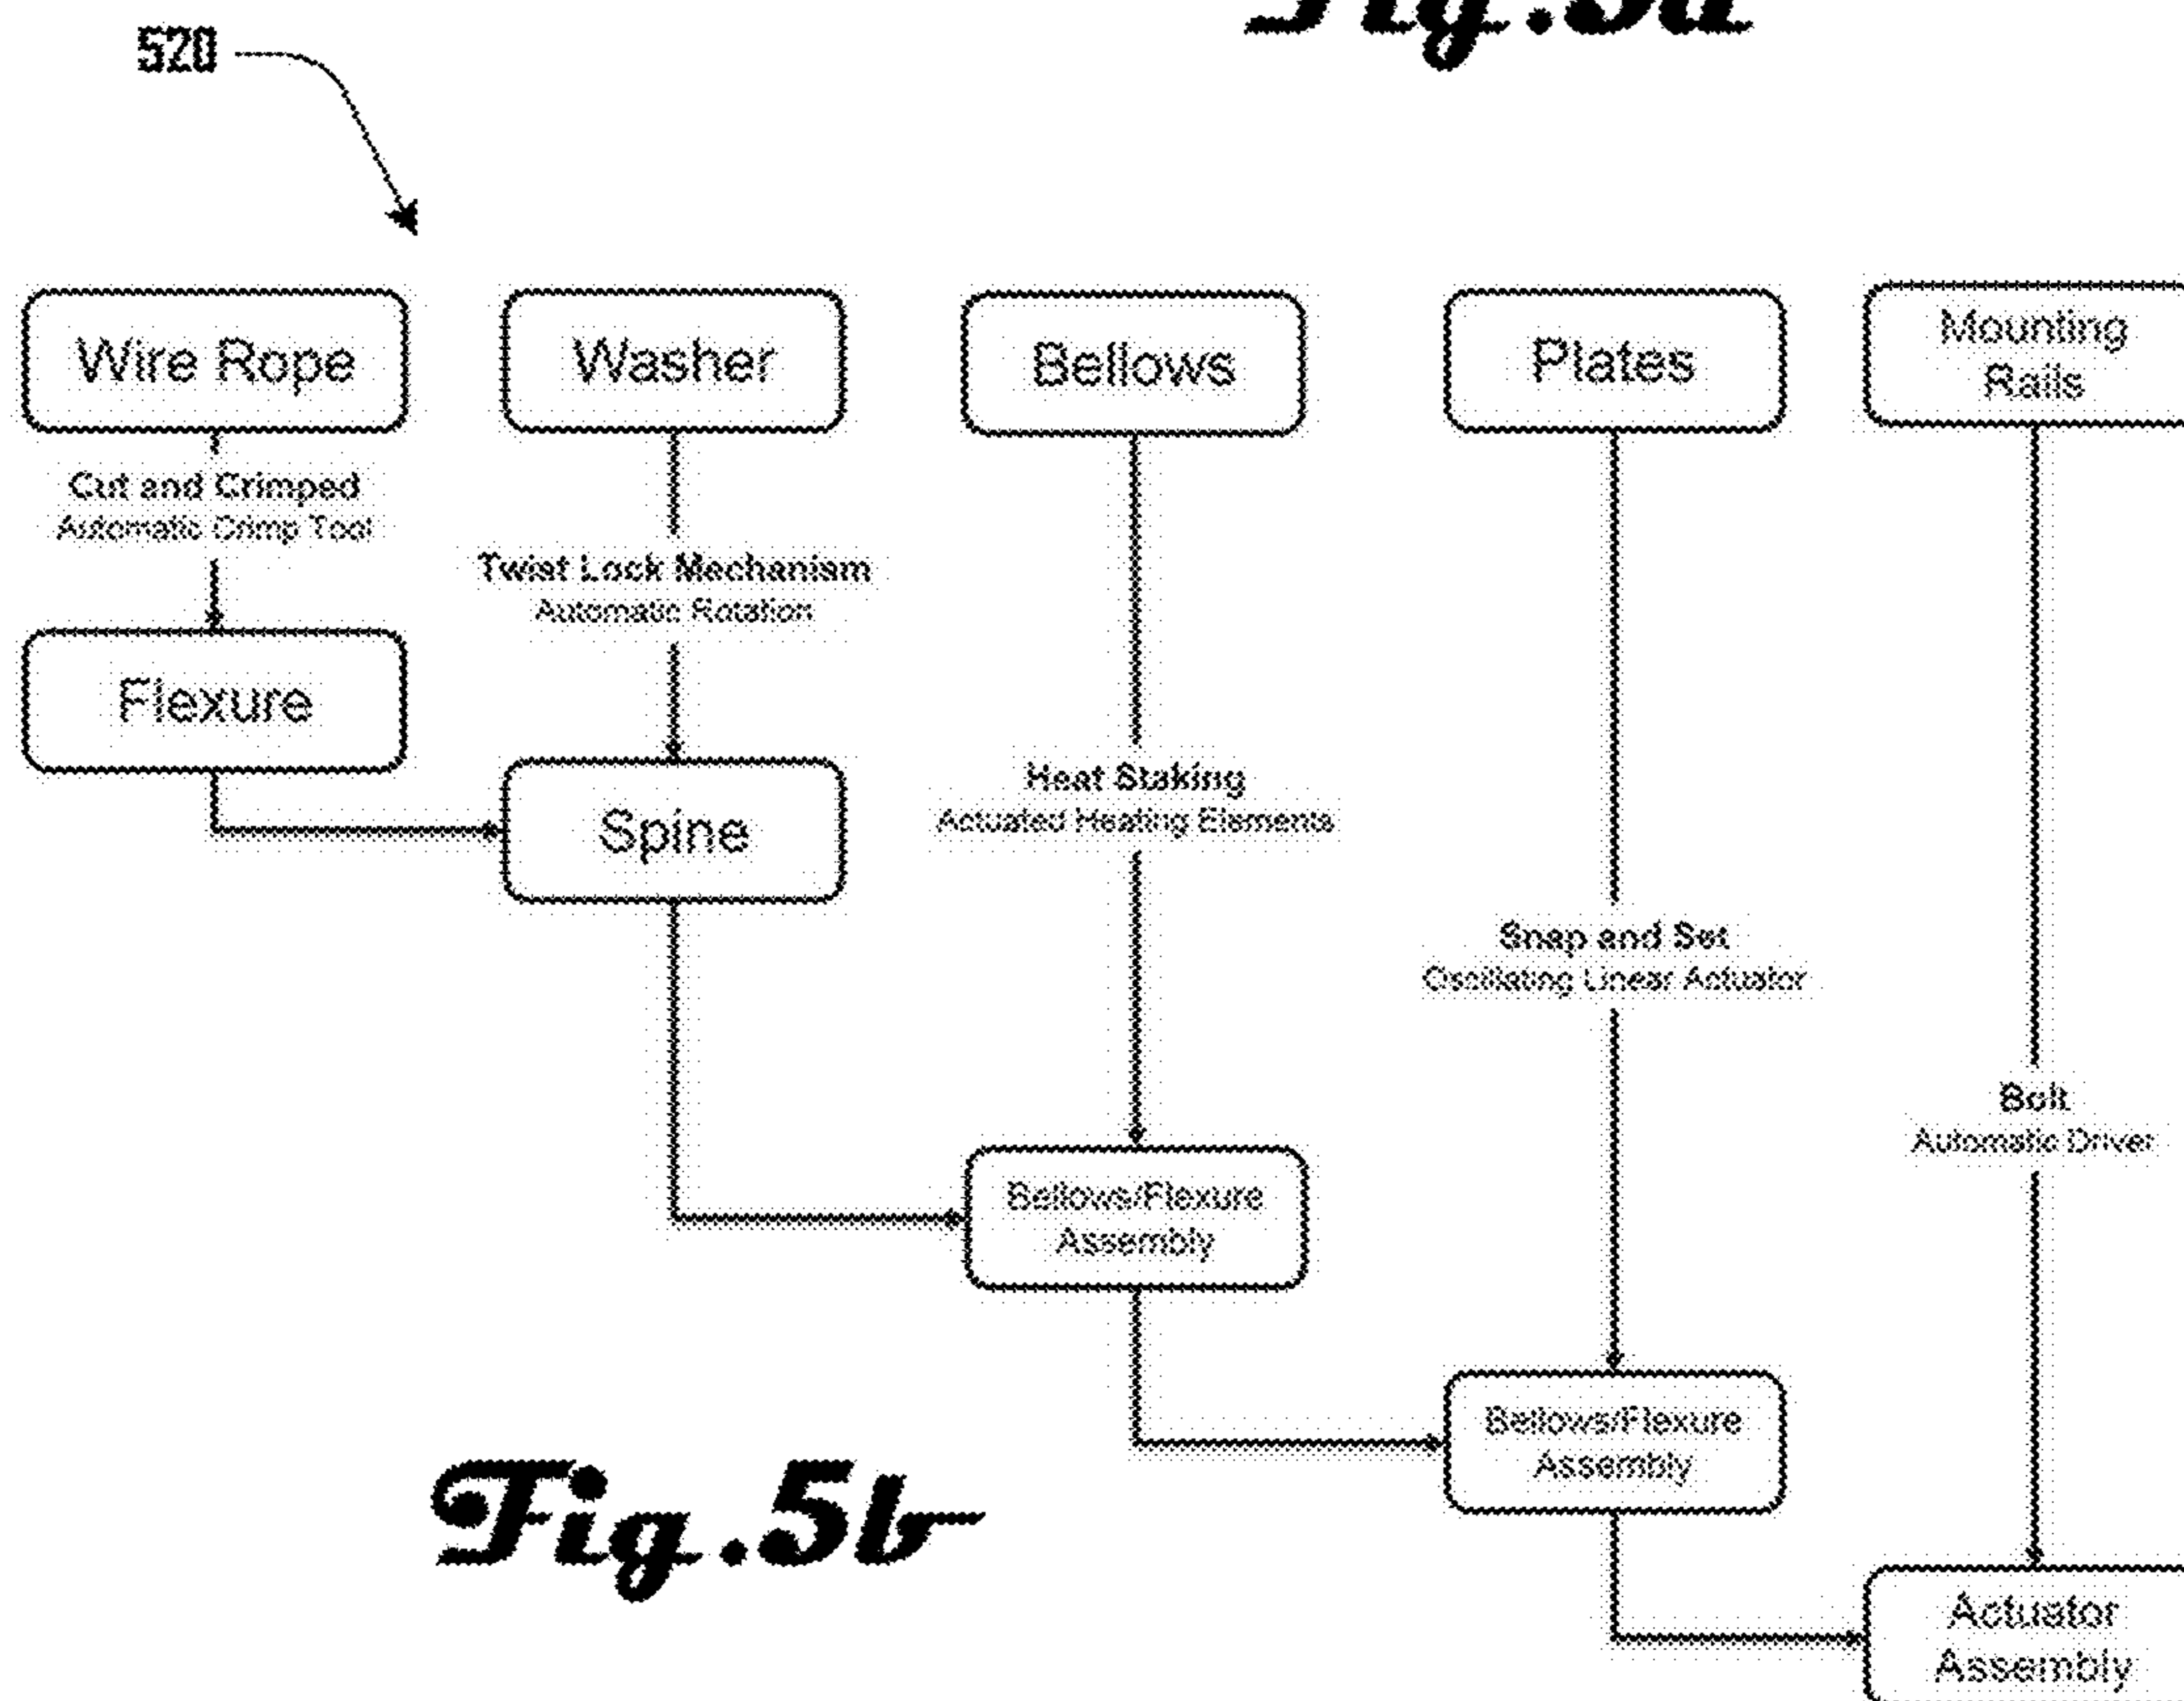 Fig.5a
520
Wire Rope
Washer
Bellows
Plates
Mounting
Rails
Cut and Crimped
Automatic Crimp Tool
Twist Lock Mechanism
Automatic Rotation
Flexure
Heat Staking
Actuated Heating Elements
Spine
Snap and Set
Oscillating Linear Actuator
Bolt
Automatic Driver
Bellows/Flexure
Assembly
Bellows/Flexure
Assembly
Fig.5b
Actuator
Assembly